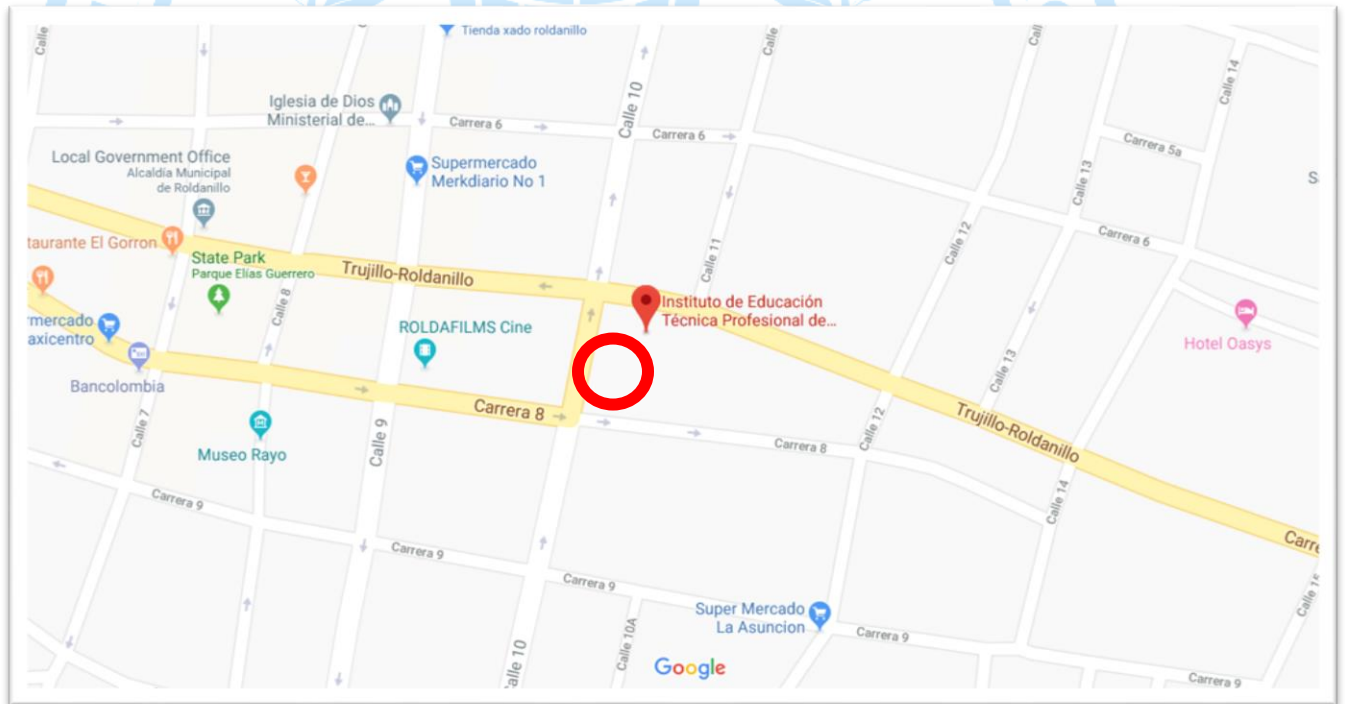 Tienda xado roldanillo
Calle
Calle
Calle
Cal
Calle 14
Iglesia de Dios
Ministerial de...
Calle 10
Carrera 6
Carrera 6
Carrera 5a
Local Government Office
Alcaldía Municipal
de Roldanillo
Supermercado
Merkdiario No 1
Calle 13
S
Calle 12
Carrera 6
taurante El Gorron
State Park
Parque Elías Guerrero
Trujillo-Roldanillo
Calle 11
Calle 8
Instituto de Educación
Técnica Profesional de...
mercado
axicentro
ROLDAFILMS Cine
Hotel Oasys
Bancolombia
Calle 13
Carrera 8
Trujillo-Roldanillo
Calle 7
Calle 9
Calle 12
Carrera 8
Museo Rayo
Carrera 9
Calle 14
Carrera 9
Carre
Carrera 9
Calle 15
Super Mercado
La Asuncion
Calle 10A
Carrera 9
alle 10
Google
Carrera 9